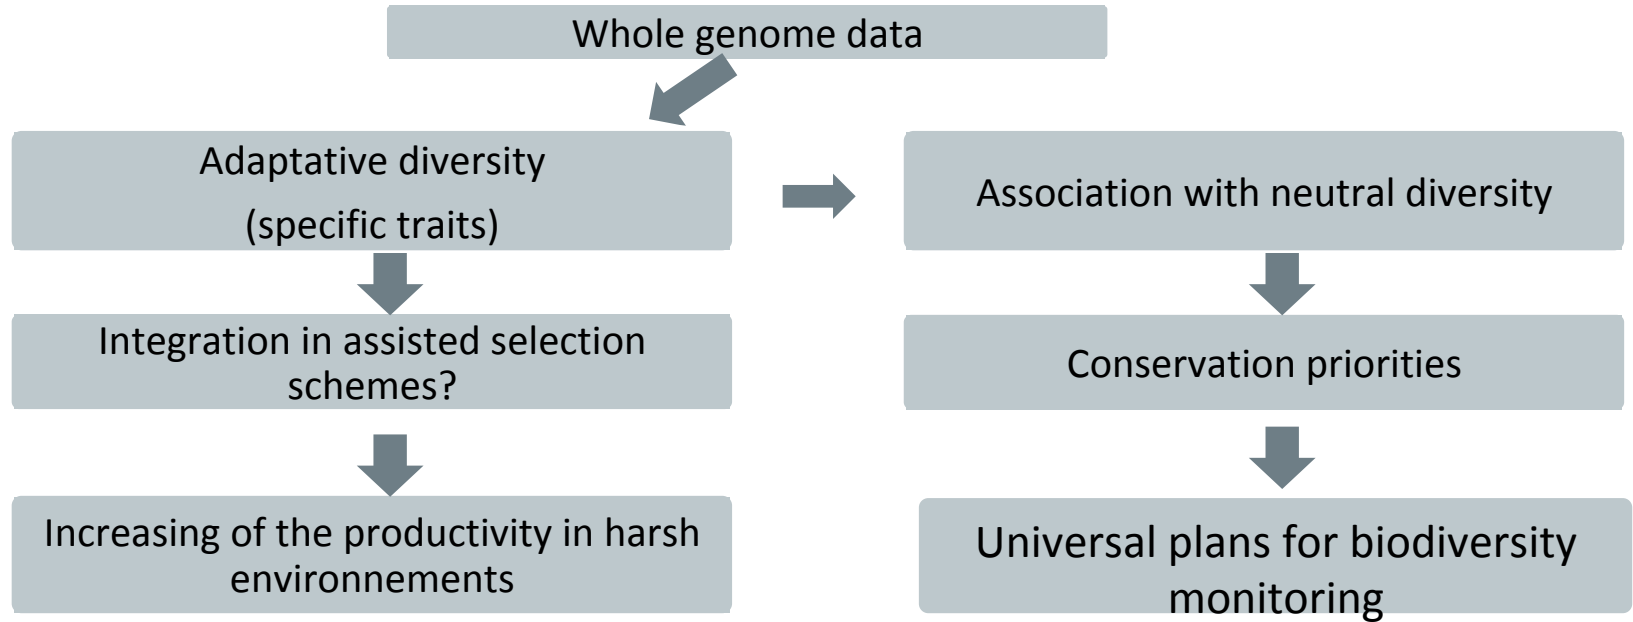 Whole genome data
Adaptative diversity
(specific traits)
Association with neutral diversity
Integration in assisted selection
schemes?
Conservation priorities
Increasing of the productivity in harsh
environnements
Universal plans for biodiversity
monitoring